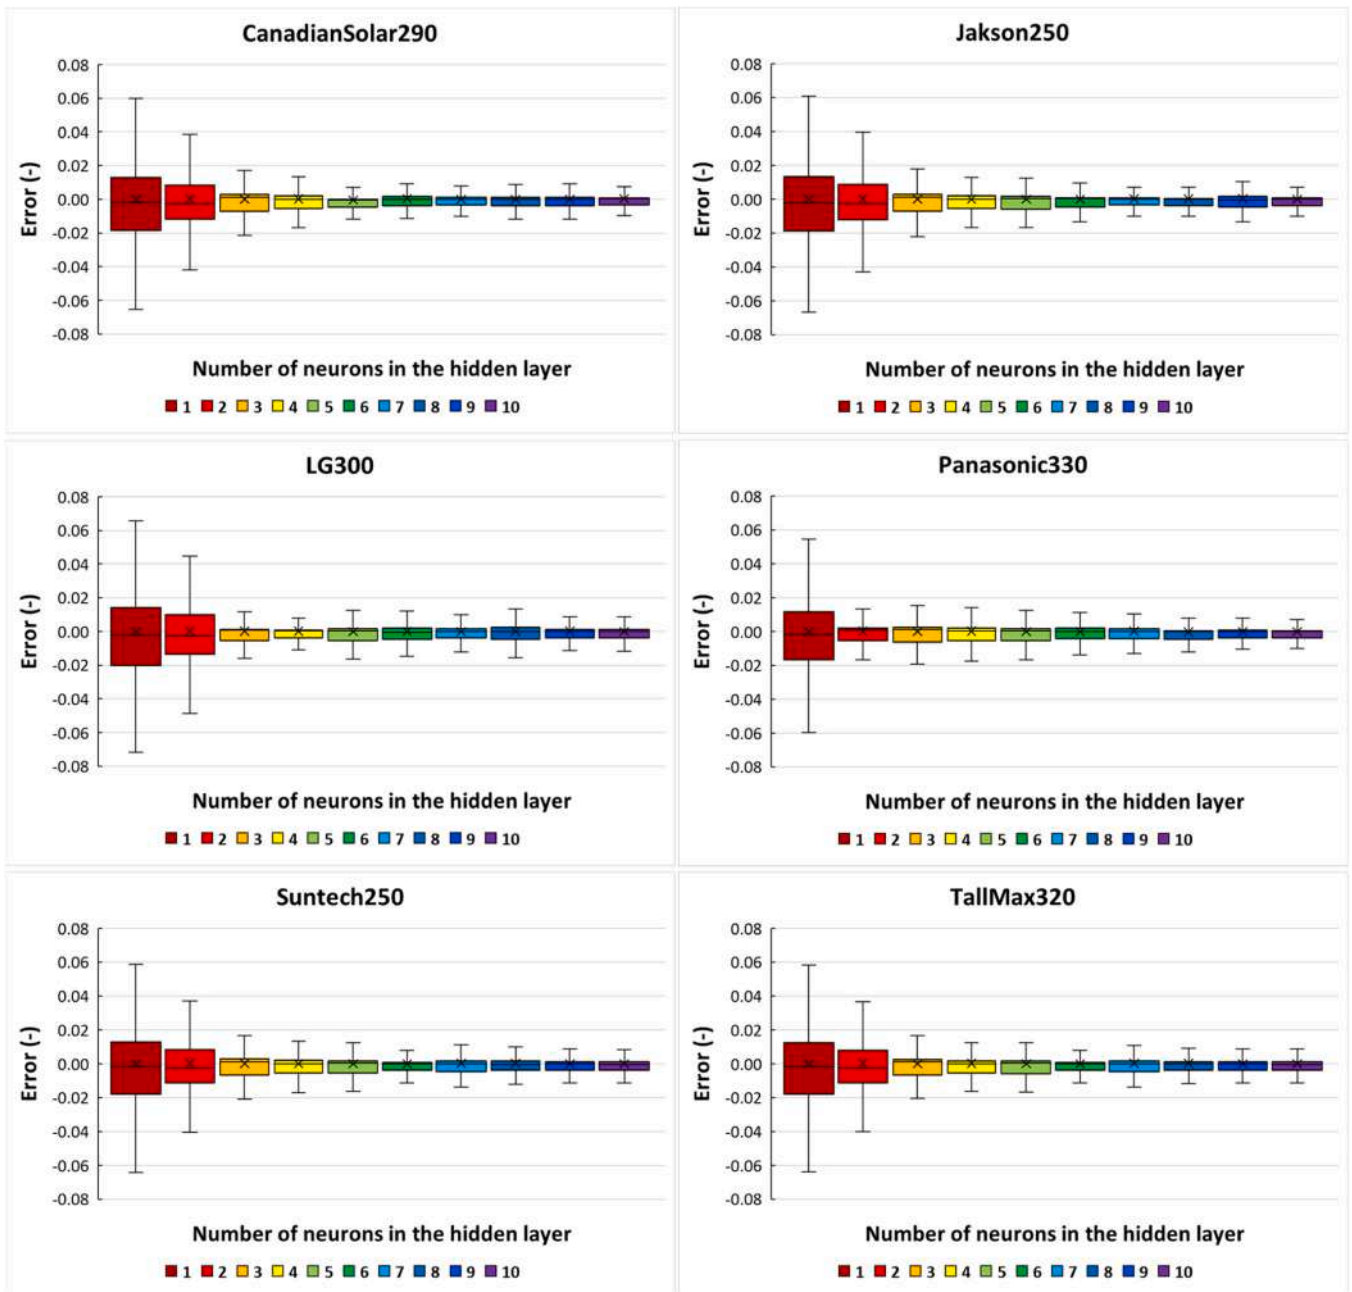 CanadianSolar290
0.08
0.06
0.04
0.02
0.00
-0.02
-0.04
-0.06
-0.08
Error (-)
Number of neurons in the hidden layer
1 2 3 4 5 6 7 8 9 10
Jakson250
0.08
0.06
0.04
0.02
0.00
-0.02
-0.04
-0.06
-0.08
Error (-)
Number of neurons in the hidden layer
1 2 3 4 5 6 7 8 9 10
LG300
0.08
0.06
0.04
0.02
0.00
-0.02
-0.04
-0.06
-0.08
Error (-)
Number of neurons in the hidden layer
1 2 3 4 5 6 7 8 9 10
Panasonic330
0.08
0.06
0.04
0.02
0.00
-0.02
-0.04
-0.06
-0.08
Error (-)
Number of neurons in the hidden layer
1 2 3 4 5 6 7 8 9 10
Suntech250
0.08
0.06
0.04
0.02
0.00
-0.02
-0.04
-0.06
-0.08
Error (-)
Number of neurons in the hidden layer
1 2 3 4 5 6 7 8 9 10
TallMax320
0.08
0.06
0.04
0.02
0.00
-0.02
-0.04
-0.06
-0.08
Error (-)
Number of neurons in the hidden layer
1 2 3 4 5 6 7 8 9 10